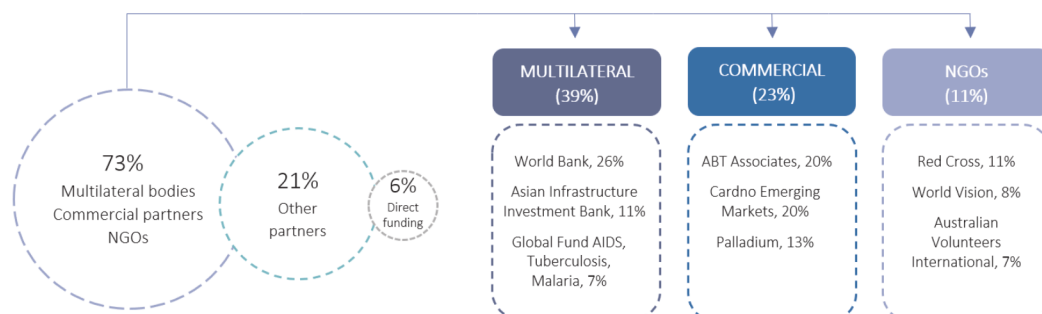 73%
Multilateral bodies
Commercial partners
NGOs
21%
Other
partners
6%
Direct
funding
MULTILATERAL
(39%)
World Bank, 26%
Asian Infrastructure
Investment Bank, 11%
Global Fund AIDS,
Tuberculosis,
Malaria, 7%
COMMERCIAL
(23%)
ABT Associates, 20%
Cardno Emerging
Markets, 20%
Palladium, 13%
NGOs
(11%)
Red Cross, 11%
World Vision, 8%
Australian
Volunteers
International, 7%